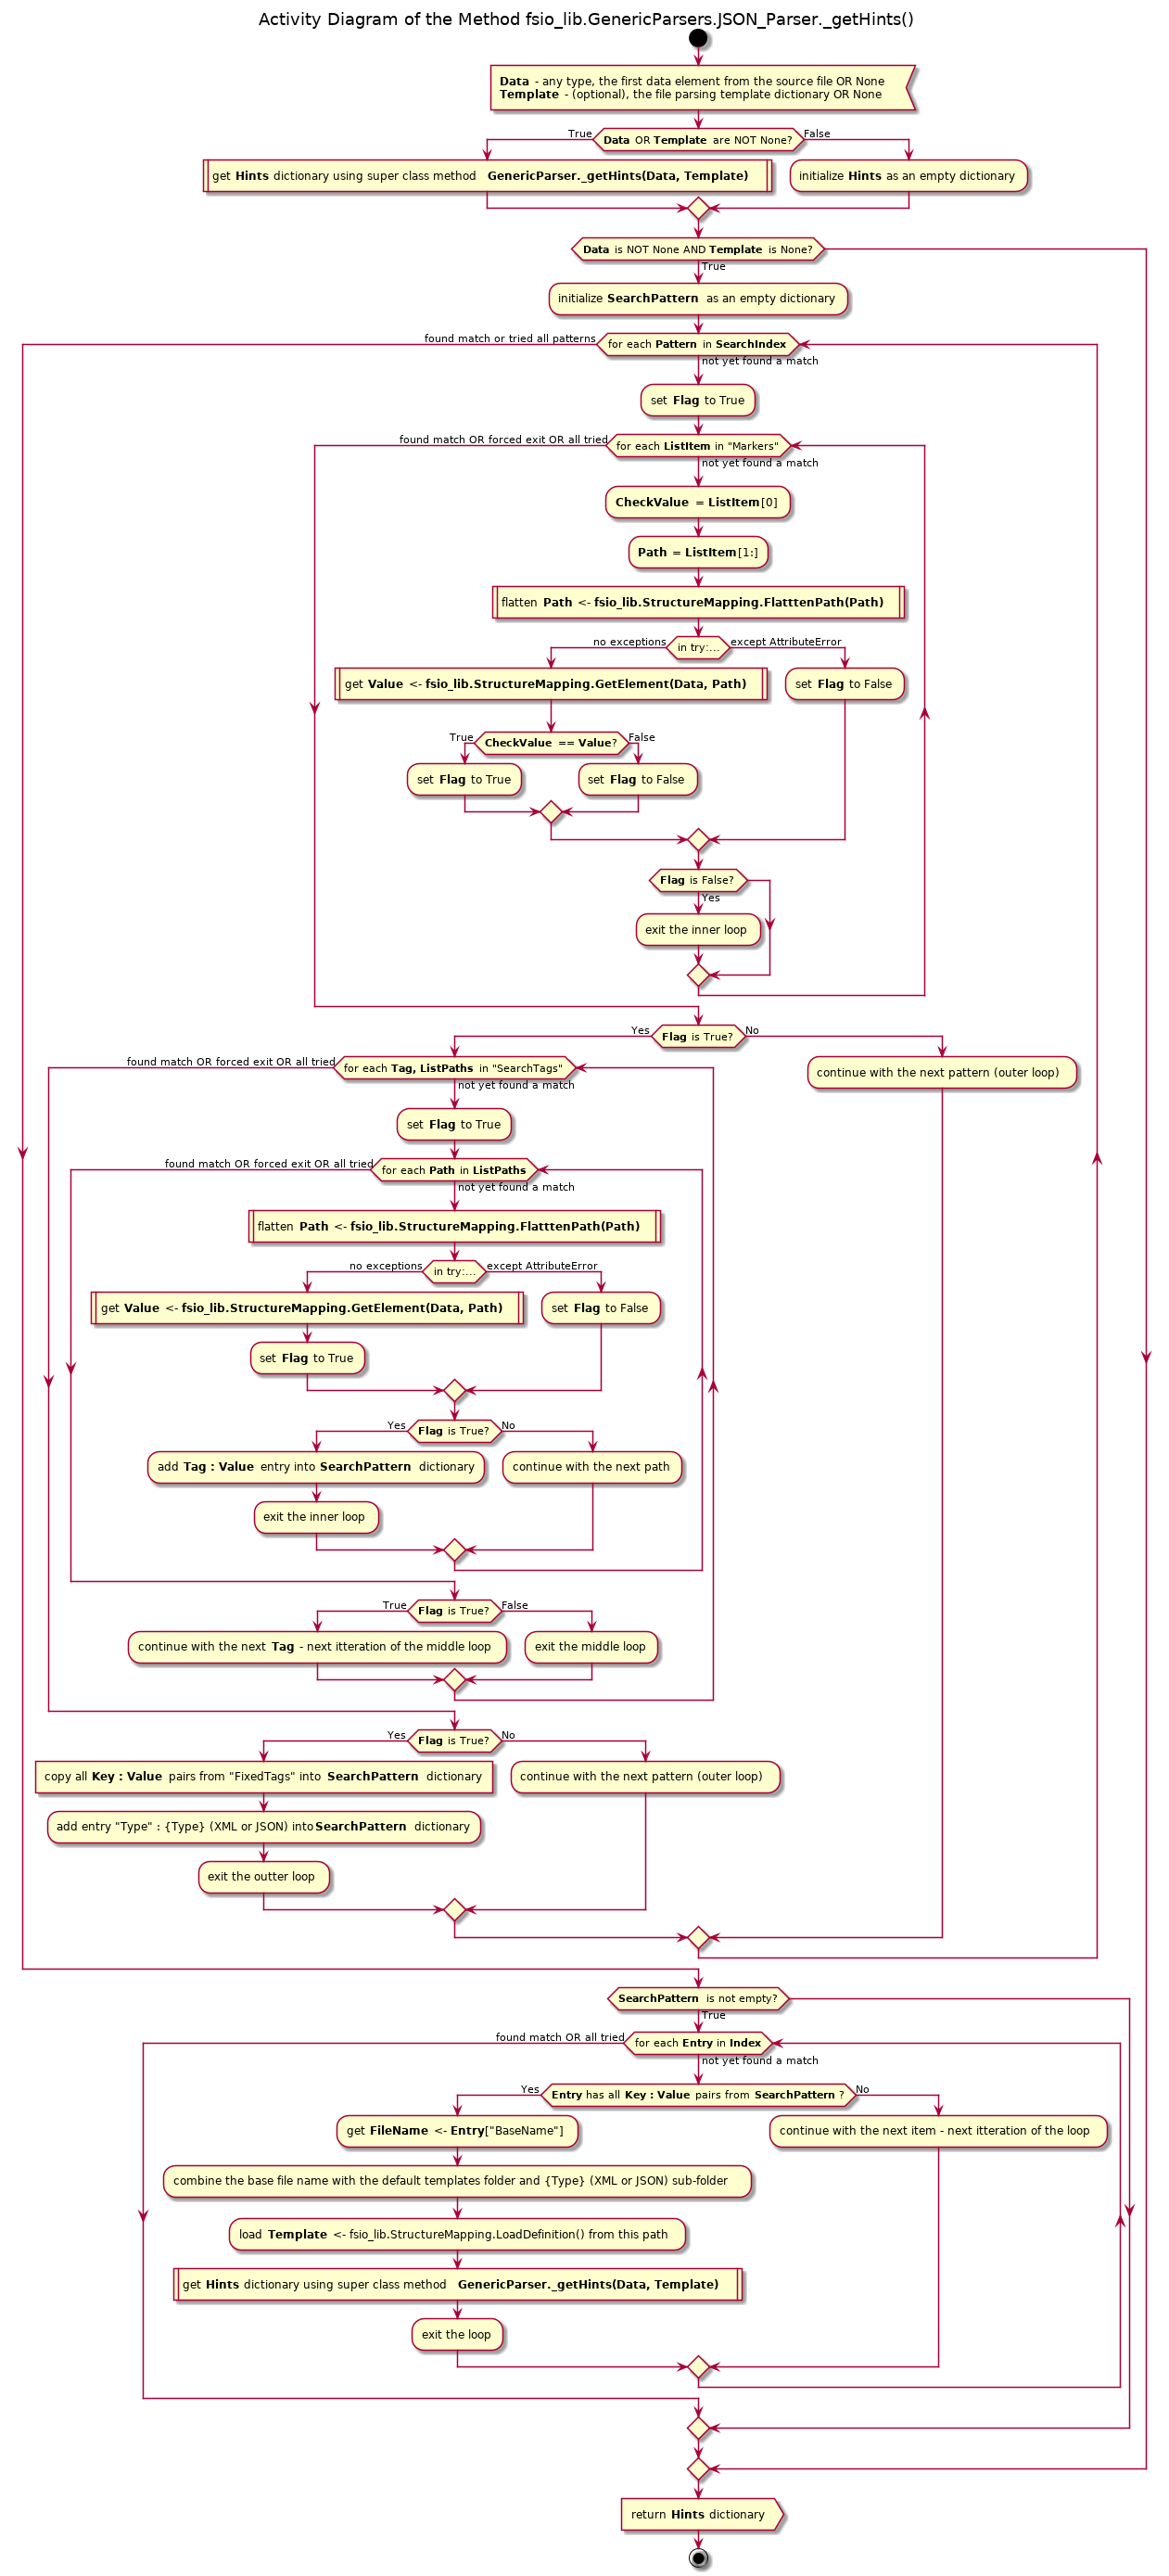 Activity Diagram of the Method fsio_lib.GenericParsers.JSON_Parser._getHints()
Data - any type, the first data element from the source file OR None
Template - (optional), the file parsing template dictionary OR None
True
Data OR Template are NOT None?
False
get Hints dictionary using super class method GenericParser._getHints(Data, Template)
initialize Hints as an empty dictionary
Data is NOT None AND Template is None?
True
initialize SearchPattern as an empty dictionary
found match or tried all patterns
for each Pattern in SearchIndex
not yet found a match
set Flag to True
found match OR forced exit OR all tried
for each ListItem in "Markers"
not yet found a match
CheckValue = ListItem[0]
Path = ListItem[1:]
flatten Path <- fsio_lib.StructureMapping.FlatttenPath(Path)
no exceptions
in try:...
except AttributeError
get Value <- fsio_lib.StructureMapping.GetElement(Data, Path)
set Flag to False
True
CheckValue == Value?
False
set Flag to True
set Flag to False
Flag is False?
Yes
exit the inner loop
Yes
Flag is True?
No
found match OR forced exit OR all tried
for each Tag, ListPaths in "SearchTags"
continue with the next pattern (outer loop)
not yet found a match
set Flag to True
found match OR forced exit OR all tried
for each Path in ListPaths
not yet found a match
flatten Path <- fsio_lib.StructureMapping.FlatttenPath(Path)
no exceptions
in try:...
except AttributeError
get Value <- fsio_lib.StructureMapping.GetElement(Data, Path)
set Flag to False
set Flag to True
Yes
Flag is True?
No
add Tag : Value entry into SearchPattern dictionary
continue with the next path
exit the inner loop
True
Flag is True?
False
continue with the next Tag - next itteration of the middle loop
exit the middle loop
Yes
Flag is True?
No
copy all Key : Value pairs from "FixedTags" into SearchPattern dictionary
continue with the next pattern (outer loop)
add entry "Type" : {Type} (XML or JSON) into SearchPattern dictionary
exit the outter loop
SearchPattern is not empty?
True
found match OR all tried
for each Entry in Index
not yet found a match
Yes
Entry has all Key : Value pairs from SearchPattern ?
No
get FileName <- Entry["BaseName"]
continue with the next item - next itteration of the loop
combine the base file name with the default templates folder and {Type} (XML or JSON) sub-folder
load Template <- fsio_lib.StructureMapping.LoadDefinition() from this path
get Hints dictionary using super class method GenericParser._getHints(Data, Template)
exit the loop
return Hints dictionary